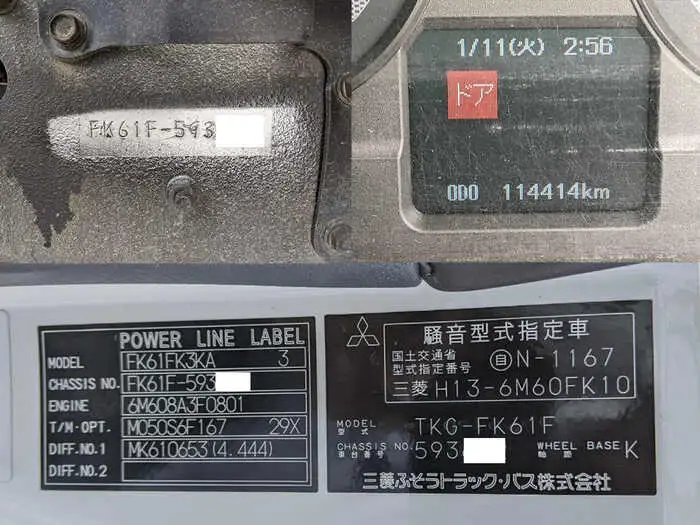 FK61F-593
1/11(火) 2:56
ドア
ODO 114414km
POWER LINE LABEL
MODEL FK61FK3KA 3
CHASSIS NO. FK61F-593
ENGINE 6M608A3F0801
T/M·OPT. M050S6F167 29X
DIFF.NO.1 MK610653(4.444)
DIFF.NO.2
騒音型式指定車
国土交通省
型式指定番号
自 N-1167
三菱 H13-6M60FK10
MODEL
型式
TKG-FK61F
CHASSIS NO.
車台番号
593
WHEEL BASE
軸距
K
三菱ふそうトラック・バス株式会社